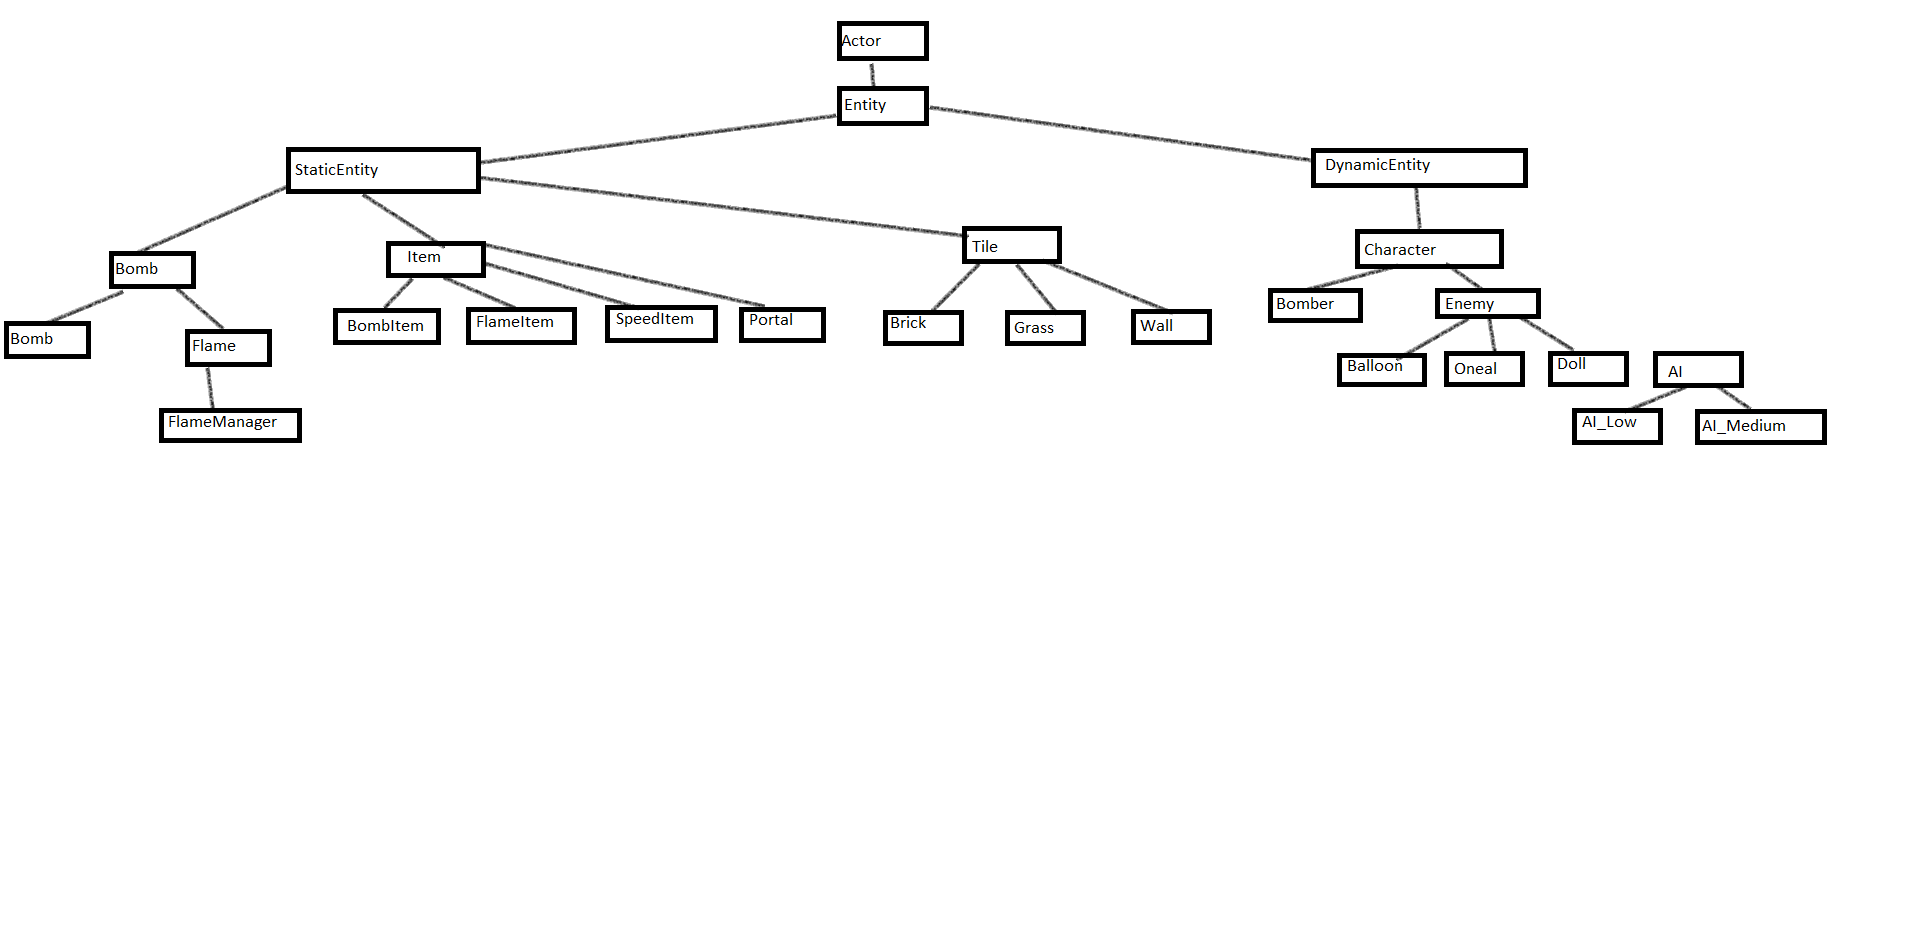 Actor
Entity
StaticEntity
DynamicEntity
Bomb
Item
Tile
Character
Bomb
Flame
BombItem
FlameItem
SpeedItem
Portal
Brick
Grass
Wall
Bomber
Enemy
Balloon
Oneal
Doll
AI
FlameManager
AI_Low
AI_Medium